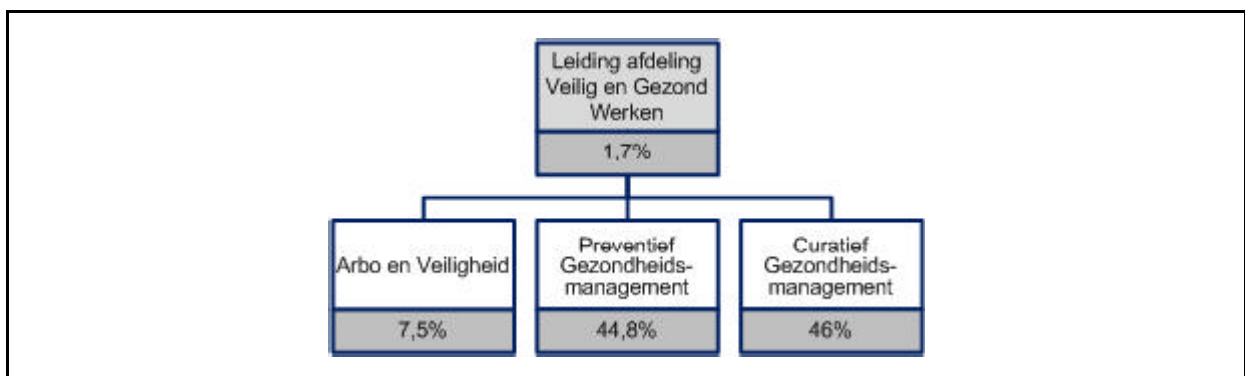 Leiding afdeling
Veilig en Gezond
Werken
1,7%
Arbo en Veiligheid
7,5%
Preventief
Gezondheids-
management
44,8%
Curatief
Gezondheids-
management
46%